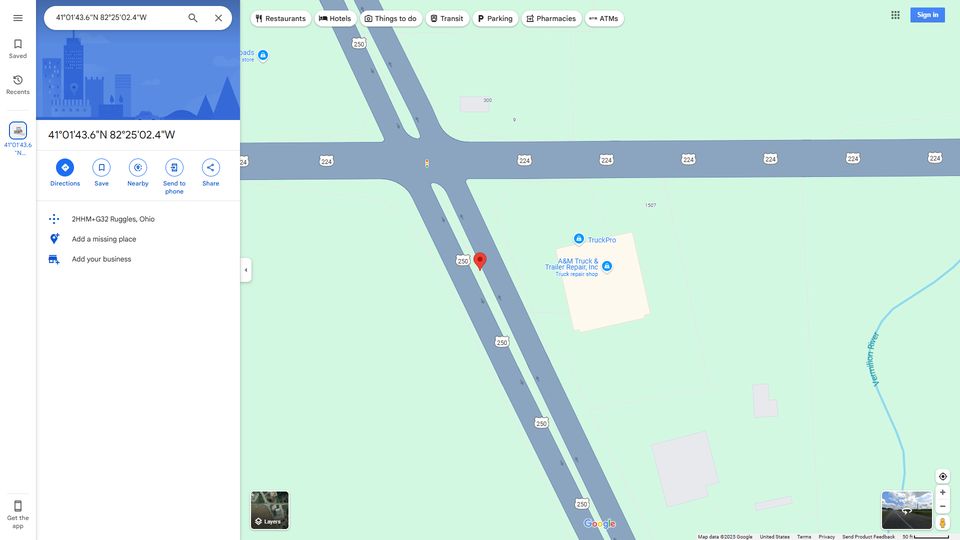 41°01'43.6"N 82°25'02.4"W
Restaurants
Hotels
Things to do
Transit
Parking
Pharmacies
ATMs
Sign in
Saved
Recents
41°01'43.6
"N...
41°01'43.6"N 82°25'02.4"W
Directions
Save
Nearby
Send to
phone
Share
2HHM+G32 Ruggles, Ohio
Add a missing place
Add your business
Get the
app
250
oads
store
300
9
24
224
224
224
224
224
224
224
1507
TruckPro
A&M Truck &
Trailer Repair, Inc
Truck repair shop
250
250
250
250
Vermilion River
Layers
Google
Map data ©2025 Google
United States
Terms
Privacy
Send Product Feedback
50 ft